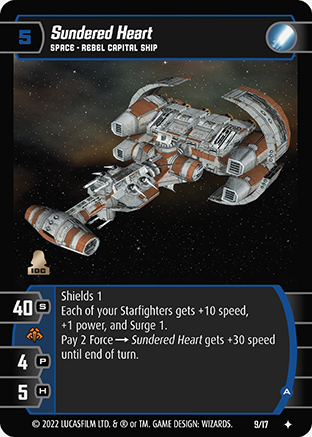 5 Sundered Heart
SPACE - REBEL CAPITAL SHIP
IDC
Shields 1
40 S Each of your Starfighters gets +10 speed,
+1 power, and Surge 1.
Pay 2 Force → Sundered Heart gets +30 speed
4 P until end of turn.
5 H
A
© 2022 LUCASFILM LTD. & ® or TM. GAME DESIGN: WIZARDS. 9/17